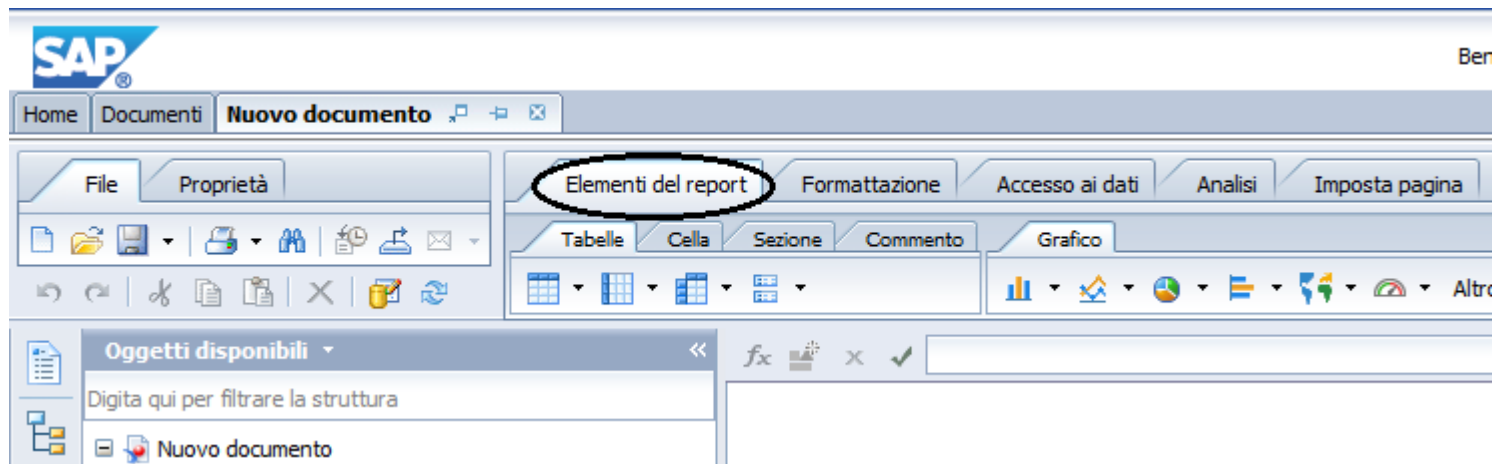 SAP®
Ben
Home Documenti Nuovo documento
File Proprietà Elementi del report Formattazione Accesso ai dati Analisi Imposta pagina
Tabelle Cella Sezione Commento Grafico
Altro
Oggetti disponibili
fx
Digita qui per filtrare la struttura
Nuovo documento